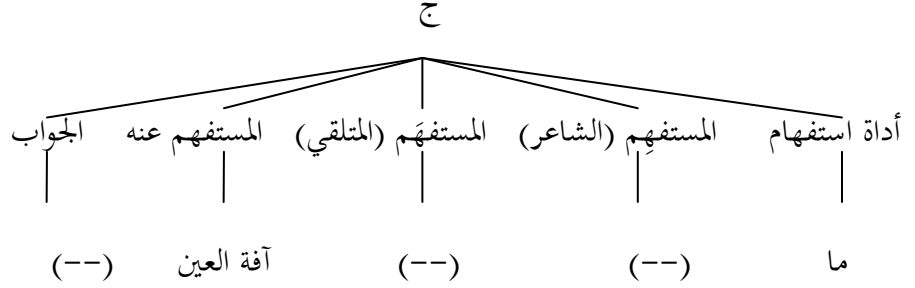 ج
أداة استفهام المستفهِم (الشاعر) المستفهَم (المتلقي) المستفهم عنه الجواب
ما (--) (--) آفة العين (--)